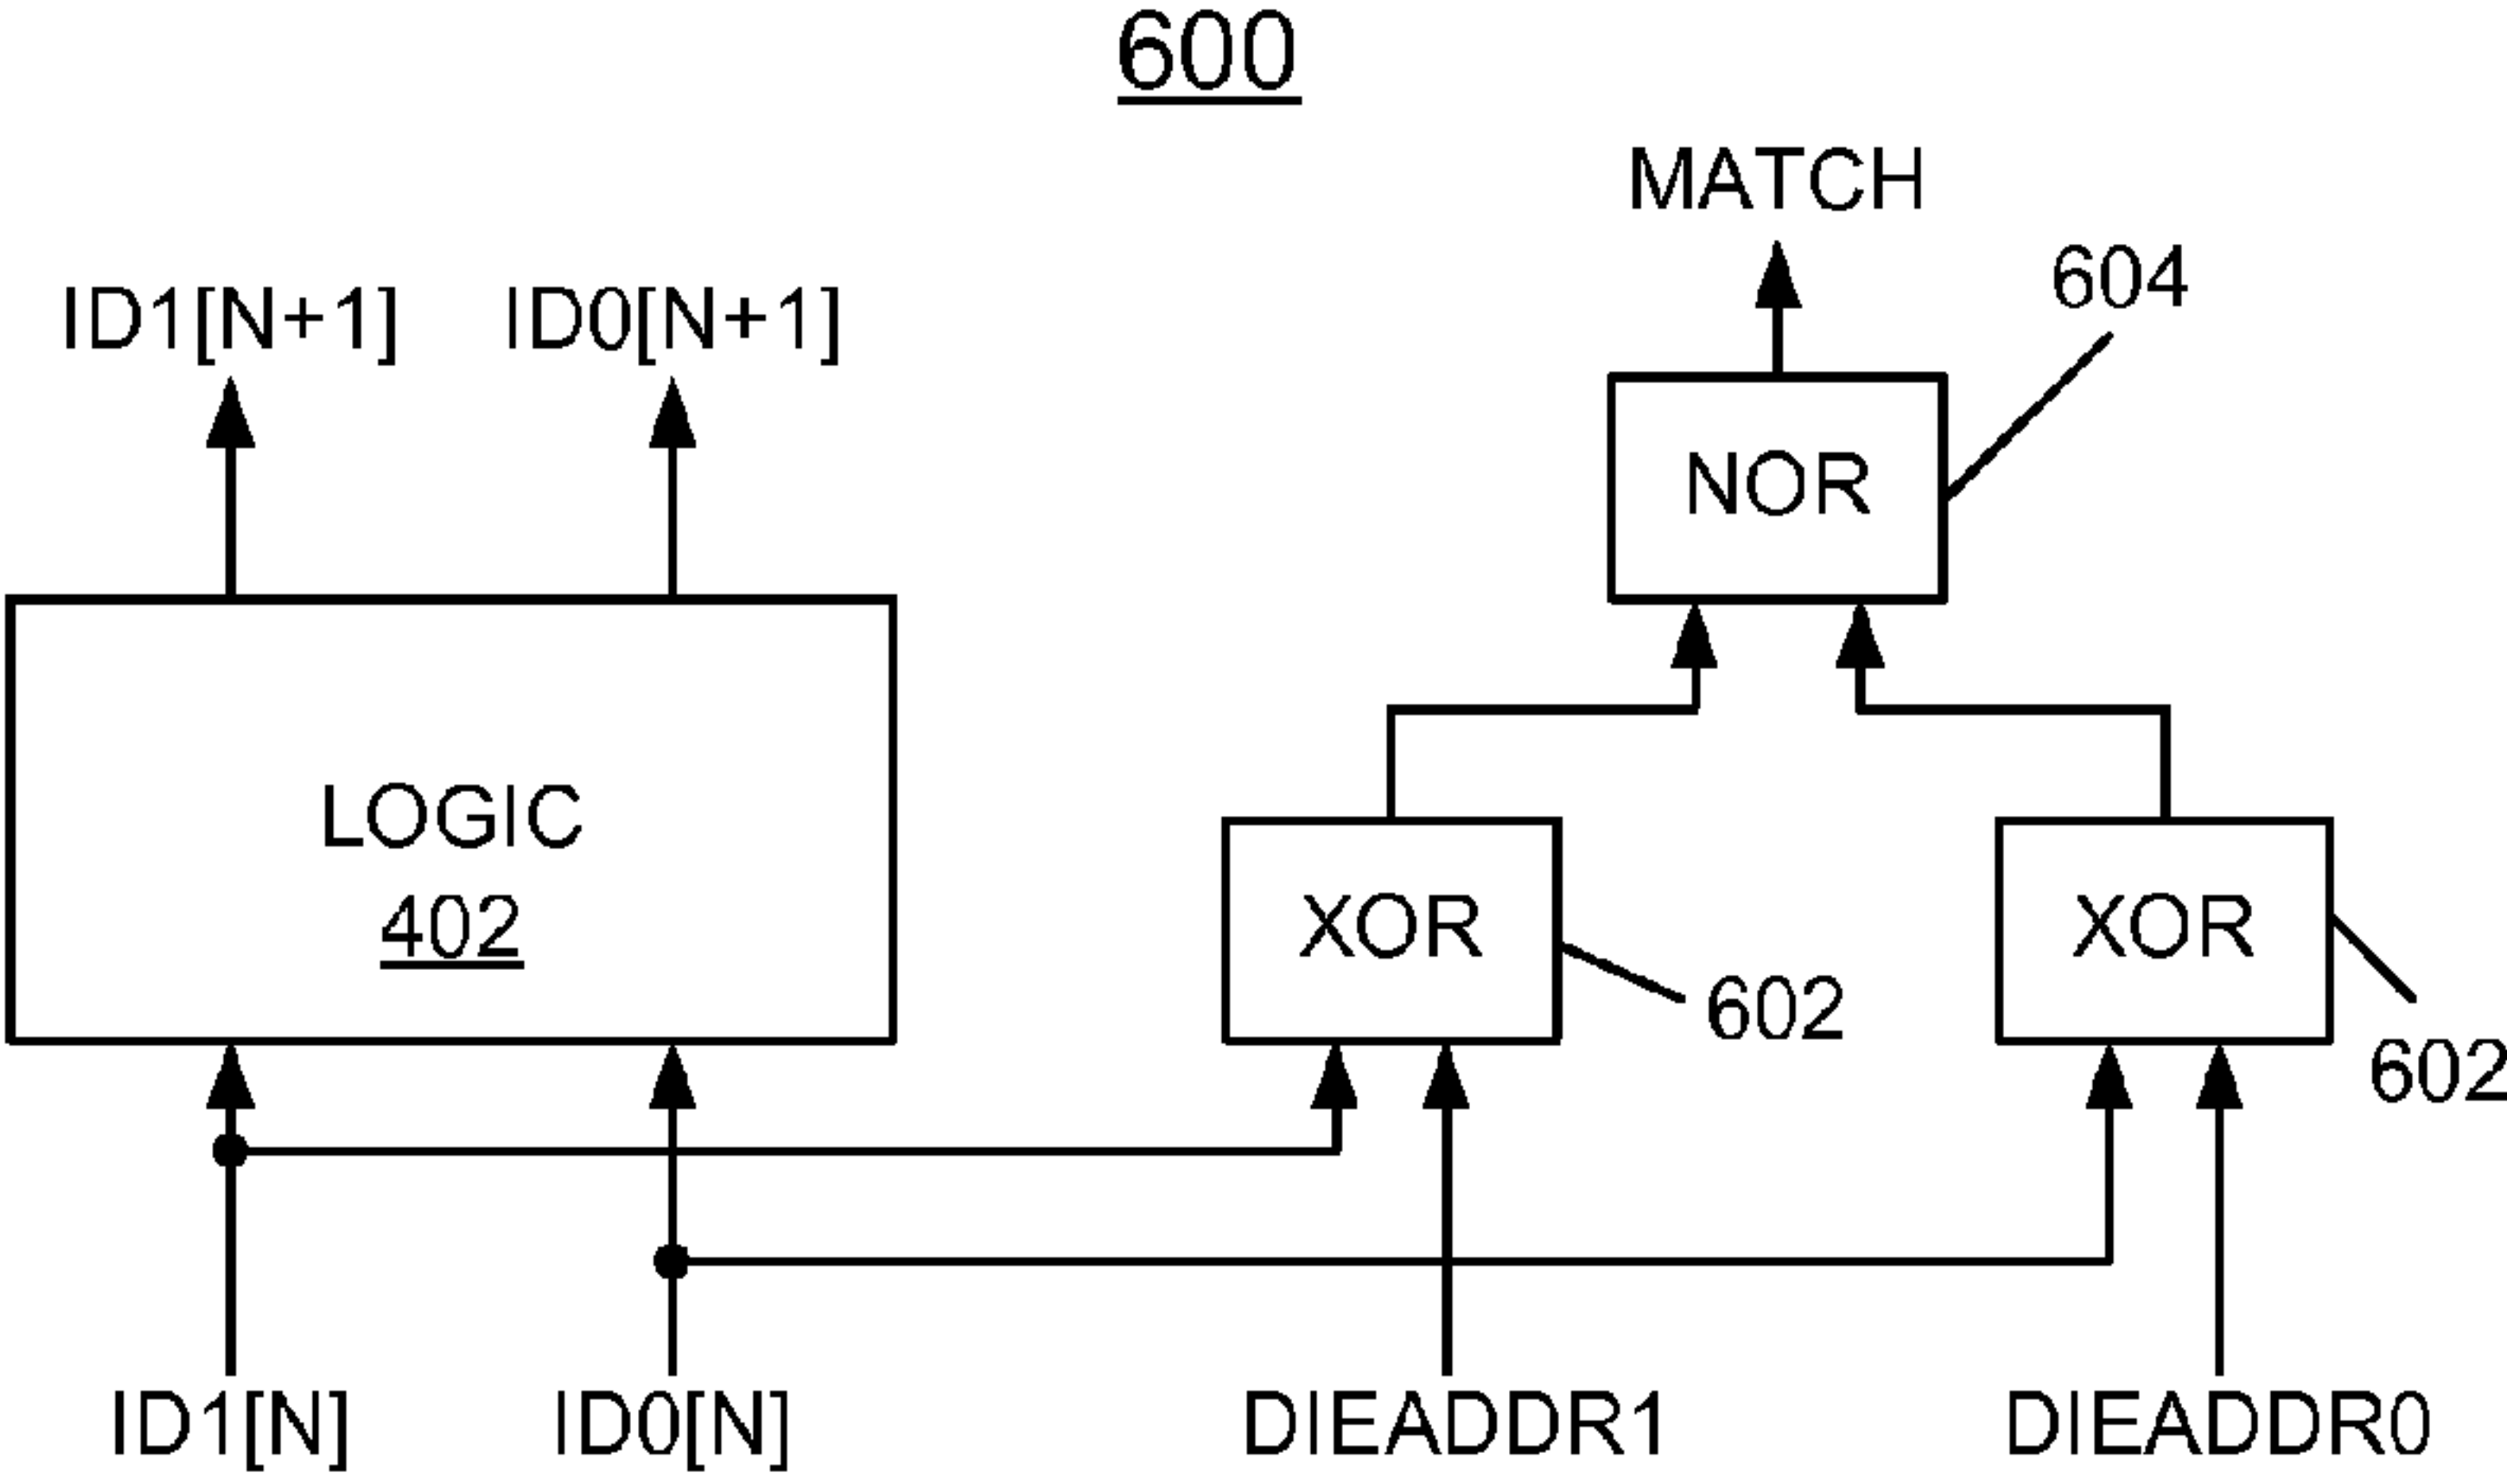 600
MATCH
604
ID1[N+1] ID0[N+1]
NOR
LOGIC
402
XOR
XOR
602
602
ID1[N] ID0[N] DIEADDR1 DIEADDR0